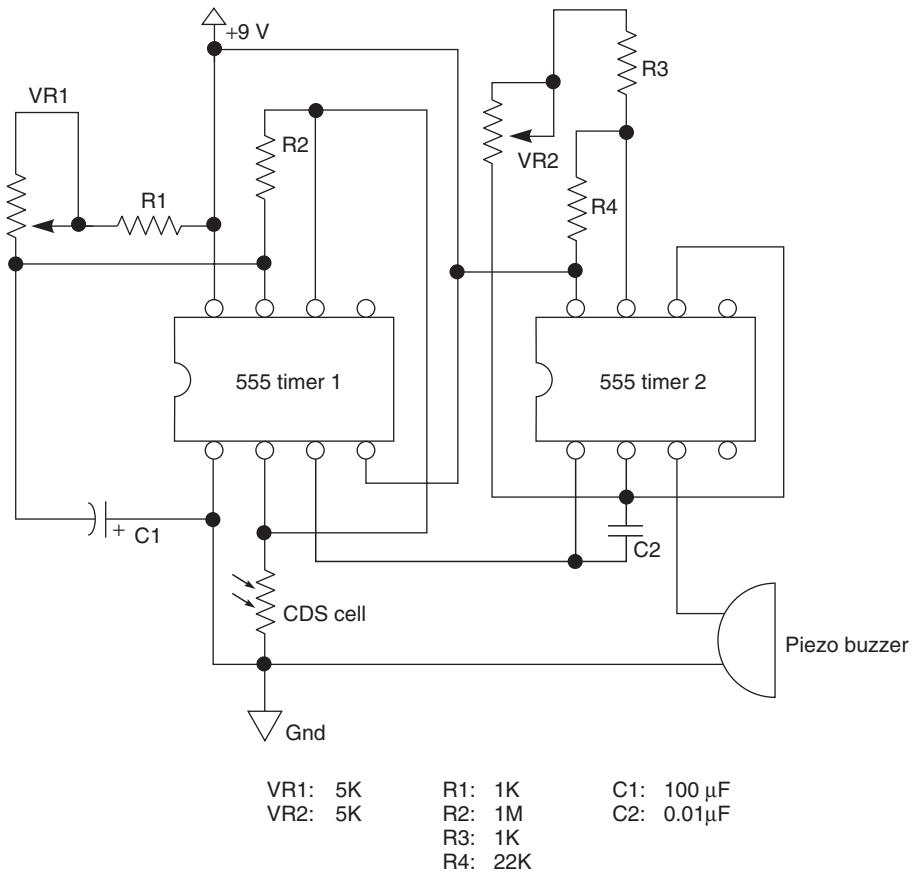 +9 V
R3
VR1
R2
VR2
R1
R4
555 timer 1
555 timer 2
+ C1
C2
CDS cell
Piezo buzzer
Gnd
VR1: 5K R1: 1K C1: 100 μF
VR2: 5K R2: 1M C2: 0.01μF
R3: 1K
R4: 22K